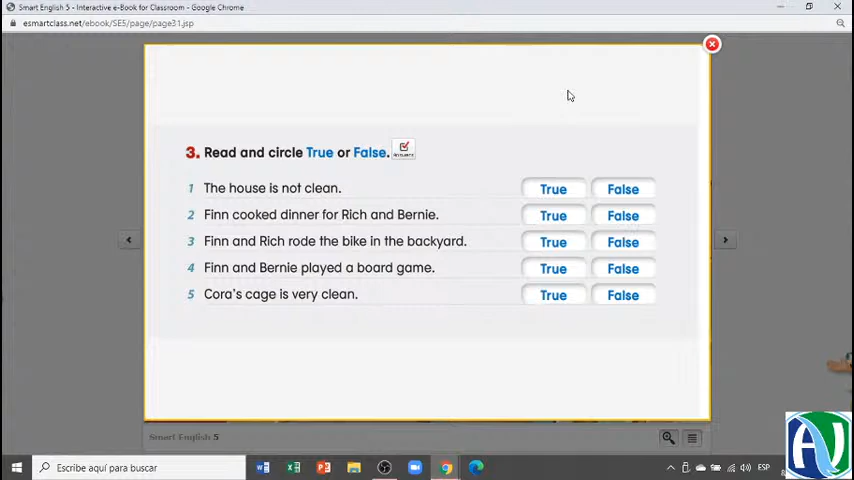 Smart English 5 - Interactive e-Book for Classroom - Google Chrome
esmartclass.net/ebook/SE5/page/page31.jsp
3. Read and circle True or False. Answers
1 The house is not clean. True False
2 Finn cooked dinner for Rich and Bernie. True False
3 Finn and Rich rode the bike in the backyard. True False
4 Finn and Bernie played a board game. True False
5 Cora's cage is very clean. True False
Smart English 5
Escribe aquí para buscar
ESP